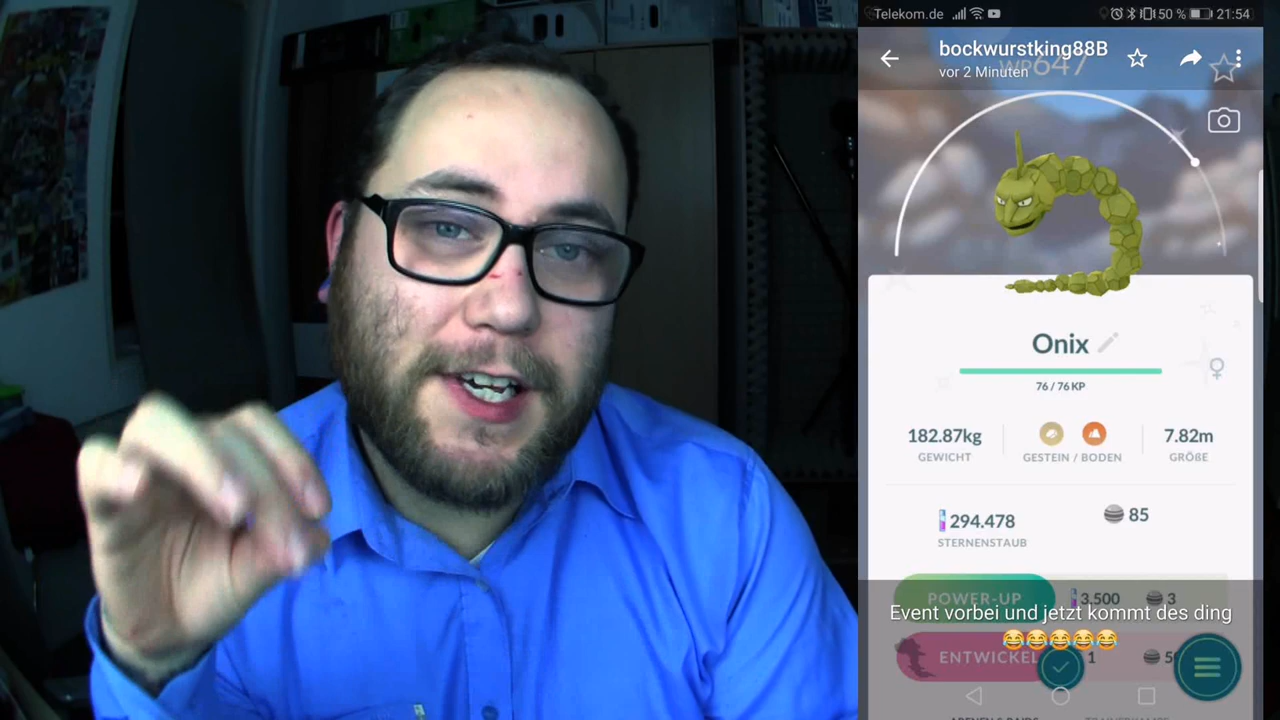 Telekom.de
50 % 21:54
bockwurstking88B
vor 2 Minuten
WP647
Onix
76 / 76 KP
182.87kg
GEWICHT
GESTEIN / BODEN
7.82m
GRÖßE
294.478
STERNENSTAUB
85
POWER-UP
3.500
3
Event vorbei und jetzt kommt des ding
😂😂😂😂😂
ENTWICKEL
1